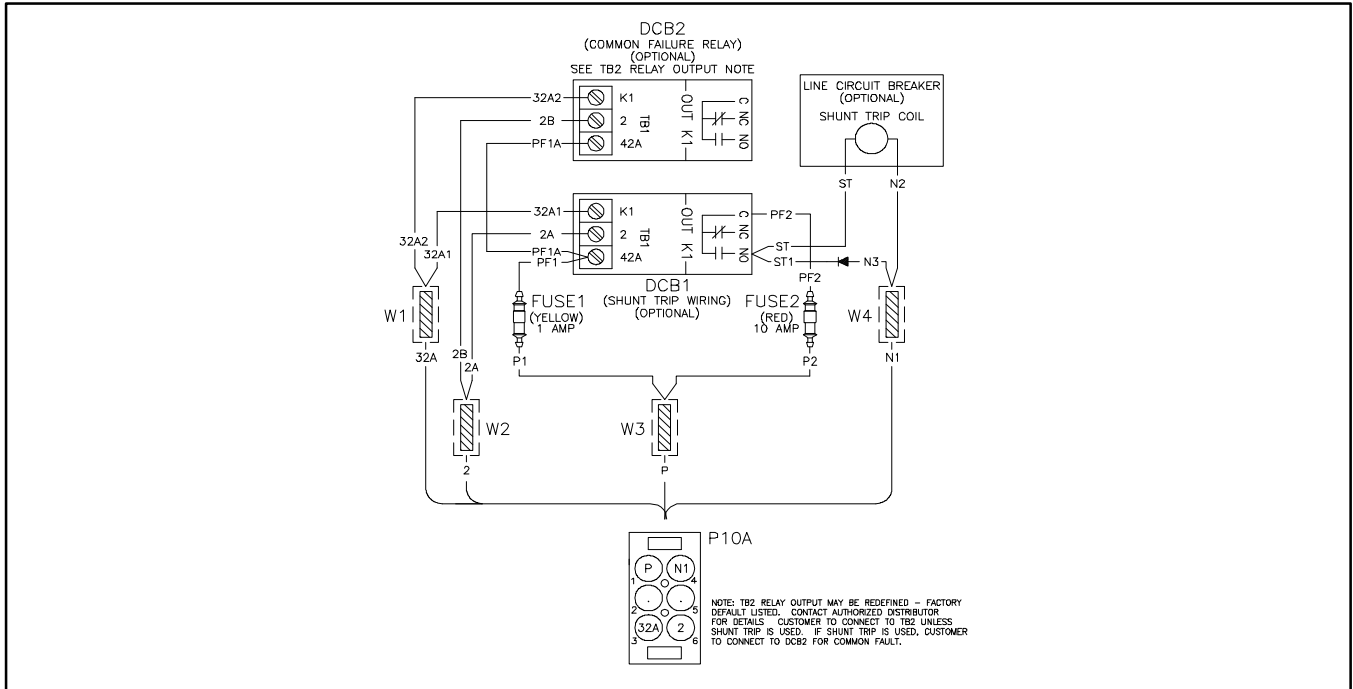 DCB2
(COMMON FAILURE RELAY)
(OPTIONAL)
SEE TB2 RELAY OUTPUT NOTE
32A2
K1
2B
2
PF1A
42A
TB1
OUT K1
C NC NO
LINE CIRCUIT BREAKER
(OPTIONAL)
SHUNT TRIP COIL
ST
N2
32A1
K1
2A
2
PF1A
PF1
42A
TB1
OUT K1
C NC NO
PF2
ST
ST1
N3
PF2
32A2
32A1
DCB1
(SHUNT TRIP WIRING)
(OPTIONAL)
FUSE1
(YELLOW)
1 AMP
FUSE2
(RED)
10 AMP
W1
W4
32A
2B
2A
P1
P2
N1
W2
W3
2
P
P10A
P
N1
1
4
.
.
2
5
32A
2
3
6
NOTE: TB2 RELAY OUTPUT MAY BE REDEFINED – FACTORY
DEFAULT LISTED. CONTACT AUTHORIZED DISTRIBUTOR
FOR DETAILS CUSTOMER TO CONNECT TO TB2 UNLESS
SHUNT TRIP IS USED. IF SHUNT TRIP IS USED, CUSTOMER
TO CONNECT TO DCB2 FOR COMMON FAULT.